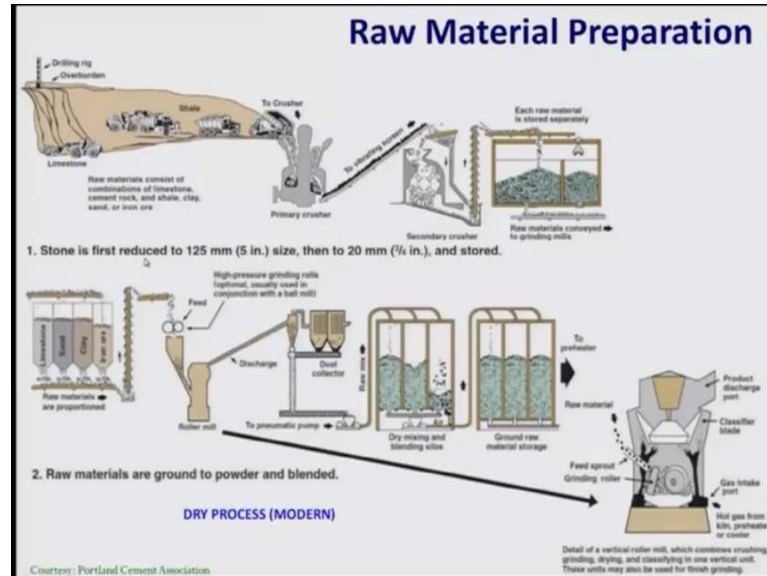 Raw Material Preparation
Drilling rig
Overburden
Shale
To Crusher
Limestone
Raw materials consist of
combinations of limestone,
cement rock, and shale, clay,
sand, or iron ore
Primary crusher
To vibrating screen
Secondary crusher
Each raw material
is stored separately
Raw materials conveyed
to grinding mills
1. Stone is first reduced to 125 mm (5 in.) size, then to 20 mm (3/4 in.), and stored.
High-pressure grinding rolls
(optional, usually used in
conjunction with a ball mill)
Feed
Limestone
Sand
Clay
Iron ore
Raw materials
are proportioned
Discharge
Roller mill
Dust
collector
To pneumatic pump
Raw mix
Air
Dry mixing and
blending silos
Ground raw
material storage
To
preheater
2. Raw materials are ground to powder and blended.
DRY PROCESS (MODERN)
Raw material
Product
discharge
port
Classifier
blade
Feed sprout
Grinding roller
Gas intake
port
Hot gas from
kiln, preheater
or cooler
Detail of a vertical roller mill, which combines crushing,
grinding, drying, and classifying in one vertical unit.
These units may also be used for finish grinding.
Courtesy: Portland Cement Association